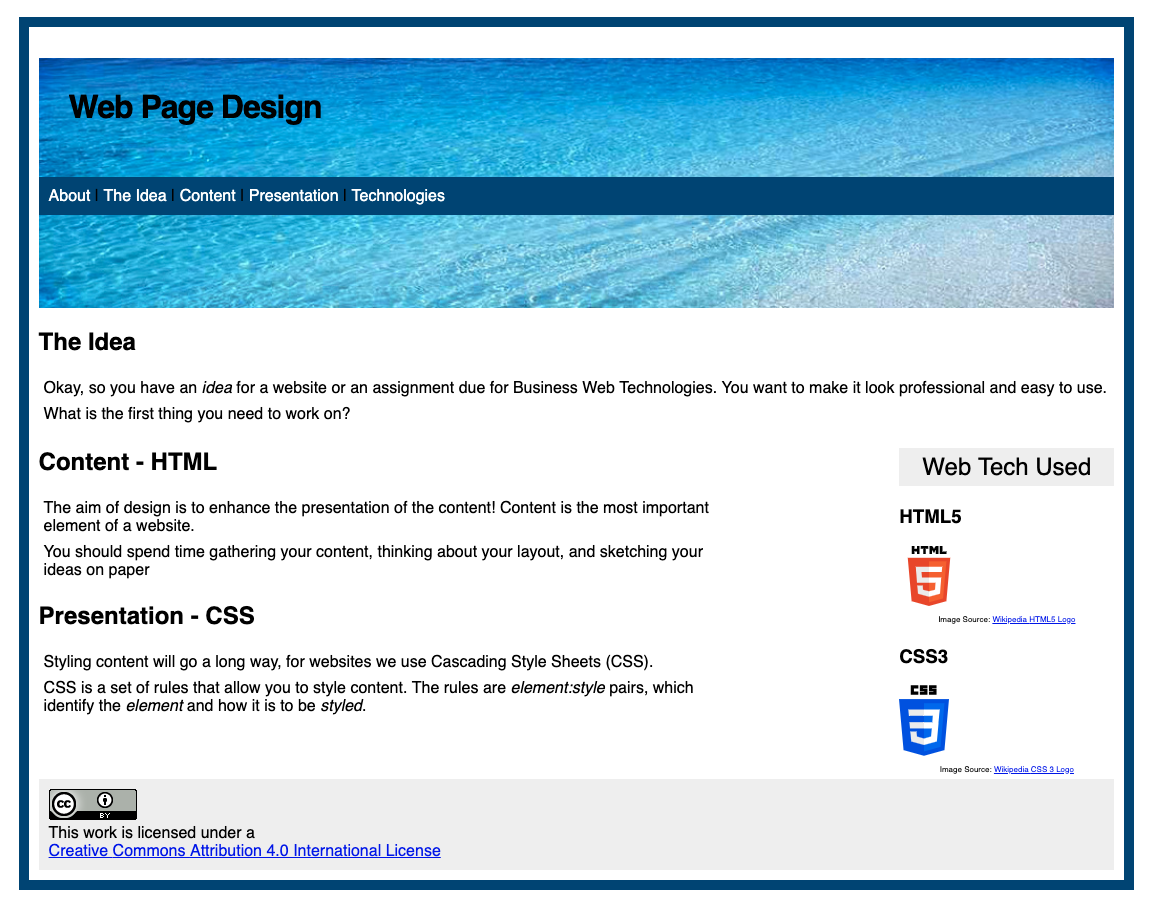 Web Page Design
About | The Idea | Content | Presentation | Technologies
The Idea
Okay, so you have an idea for a website or an assignment due for Business Web Technologies. You want to make it look professional and easy to use.
What is the first thing you need to work on?
Content - HTML
The aim of design is to enhance the presentation of the content! Content is the most important
element of a website.
You should spend time gathering your content, thinking about your layout, and sketching your
ideas on paper
Presentation - CSS
Styling content will go a long way, for websites we use Cascading Style Sheets (CSS).
CSS is a set of rules that allow you to style content. The rules are element:style pairs, which
identify the element and how it is to be styled.
Web Tech Used
HTML5
HTML
5
Image Source: Wikipedia HTML5 Logo
CSS3
CSS
3
Image Source: Wikipedia CSS 3 Logo
cc
BY
This work is licensed under a
Creative Commons Attribution 4.0 International License